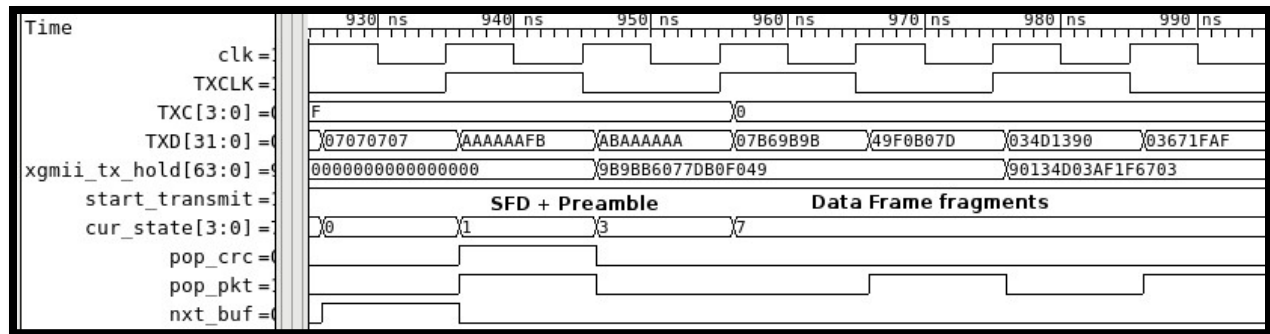 Time 930 ns 940 ns 950 ns 960 ns 970 ns 980 ns 990 ns
clk =
TXCLK =
TXC[3:0] = F 0
TXD[31:0] = 07070707 AAAAAAFB ABAAAAAA 07B69B9B 49F0B07D 034D1390 03671FAF
xgmii_tx_hold[63:0] =9 0000000000000000 9B9BB6077DB0F049 90134D03AF1F6703
start_transmit = SFD + Preamble Data Frame fragments
cur_state[3:0] = 0 1 3 7
pop_crc =
pop_pkt =
nxt_buf =